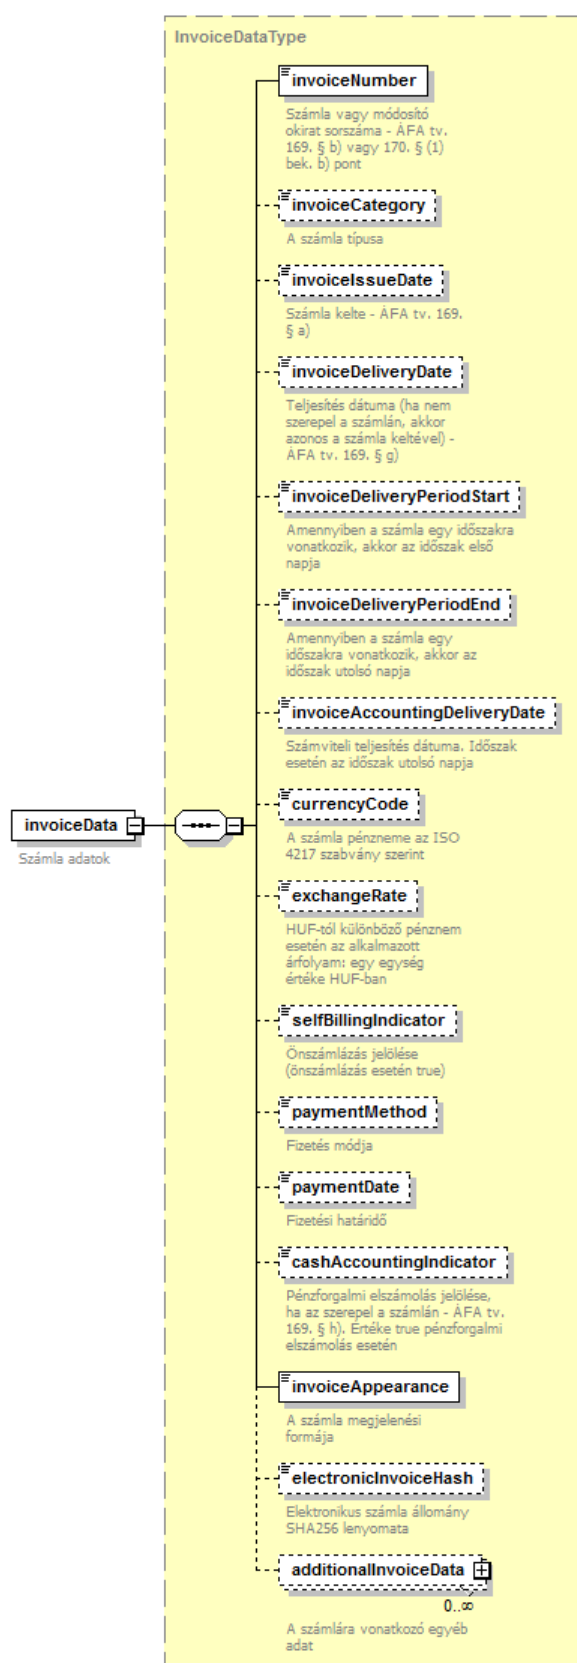 InvoiceDataType
invoiceNumber
Számla vagy módosító
okirat sorszáma - ÁFA tv.
169. § b) vagy 170. § (1)
bek. b) pont
invoiceCategory
A számla típusa
invoiceIssueDate
Számla kelte - ÁFA tv. 169.
§ a)
invoiceDeliveryDate
Teljesítés dátuma (ha nem
szerepel a számlán, akkor
azonos a számla keltével) -
ÁFA tv. 169. § g)
invoiceDeliveryPeriodStart
Amennyiben a számla egy időszakra
vonatkozik, akkor az időszak első
napja
invoiceDeliveryPeriodEnd
Amennyiben a számla egy
időszakra vonatkozik, akkor az
időszak utolsó napja
invoiceAccountingDeliveryDate
Számviteli teljesítés dátuma. Időszak
esetén az időszak utolsó napja
currencyCode
A számla pénzneme az ISO
4217 szabvány szerint
invoiceData
Számla adatok
exchangeRate
HUF-tól különböző pénznem
esetén az alkalmazott
árfolyam: egy egység
értéke HUF-ban
selfBillingIndicator
Önszámlázás jelölése
(önszámlázás esetén true)
paymentMethod
Fizetés módja
paymentDate
Fizetési határidő
cashAccountingIndicator
Pénzforgalmi elszámolás jelölése,
ha az szerepel a számlán - ÁFA tv.
169. § h). Értéke true pénzforgalmi
elszámolás esetén
invoiceAppearance
A számla megjelenési
formája
electronicInvoiceHash
Elektronikus számla állomány
SHA256 lenyomata
additionalInvoiceData
0..∞
A számlára vonatkozó egyéb
adat